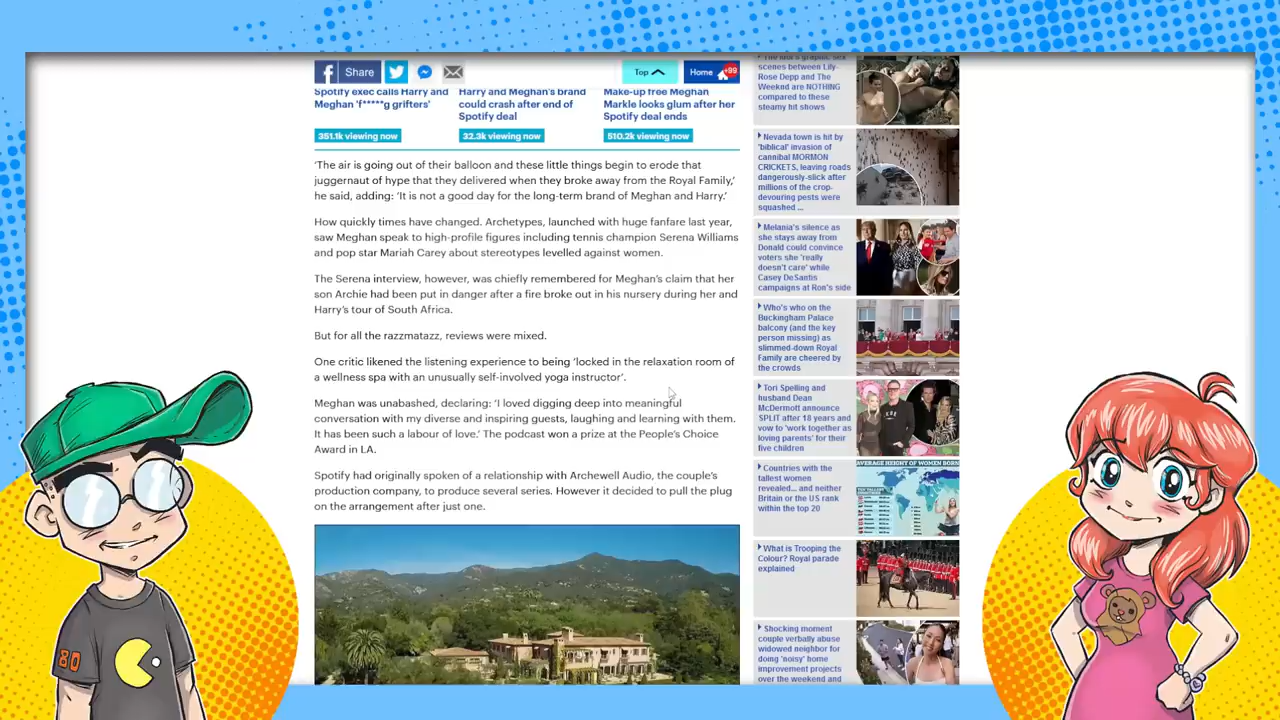 Share
Top
Home
+99
Spotify exec calls Harry and
Meghan 'f*****g grifters'
351.1k viewing now
Harry and Meghan's brand
could crash after end of
Spotify deal
32.3k viewing now
Make-up free Meghan
Markle looks glum after her
Spotify deal ends
510.2k viewing now
'The air is going out of their balloon and these little things begin to erode that
juggernaut of hype that they delivered when they broke away from the Royal Family,'
he said, adding: 'It is not a good day for the long-term brand of Meghan and Harry.'
How quickly times have changed. Archetypes, launched with huge fanfare last year,
saw Meghan speak to high-profile figures including tennis champion Serena Williams
and pop star Mariah Carey about stereotypes levelled against women.
The Serena interview, however, was chiefly remembered for Meghan's claim that her
son Archie had been put in danger after a fire broke out in his nursery during her and
Harry's tour of South Africa.
But for all the razzmatazz, reviews were mixed.
One critic likened the listening experience to being 'locked in the relaxation room of
a wellness spa with an unusually self-involved yoga instructor'.
Meghan was unabashed, declaring: 'I loved digging deep into meaningful
conversation with my diverse and inspiring guests, laughing and learning with them.
It has been such a labour of love.' The podcast won a prize at the People's Choice
Award in LA.
Spotify had originally spoken of a relationship with Archewell Audio, the couple's
production company, to produce several series. However it decided to pull the plug
on the arrangement after just one.
scenes between Lily-
Rose Depp and The
Weeknd are NOTHING
compared to these
steamy hit shows
Nevada town is hit by
'biblical' invasion of
cannibal MORMON
CRICKETS, leaving roads
dangerously-slick after
millions of the crop-
devouring pests were
squashed ...
Melania's silence as
she stays away from
Donald could convince
voters she 'really
doesn't care' while
Casey DeSantis
campaigns at Ron's side
Who's who on the
Buckingham Palace
balcony (and the key
person missing) as
slimmed-down Royal
Family are cheered by
the crowds
Tori Spelling and
husband Dean
McDermott announce
SPLIT after 18 years and
vow to 'work together as
loving parents' for their
five children
Countries with the
tallest women
revealed... and neither
Britain or the US rank
within the top 20
AVERAGE HEIGHT OF WOMEN BORN
What is Trooping the
Colour? Royal parade
explained
Shocking moment
couple verbally abuse
widowed neighbor for
doing 'noisy' home
improvement projects
over the weekend and
80